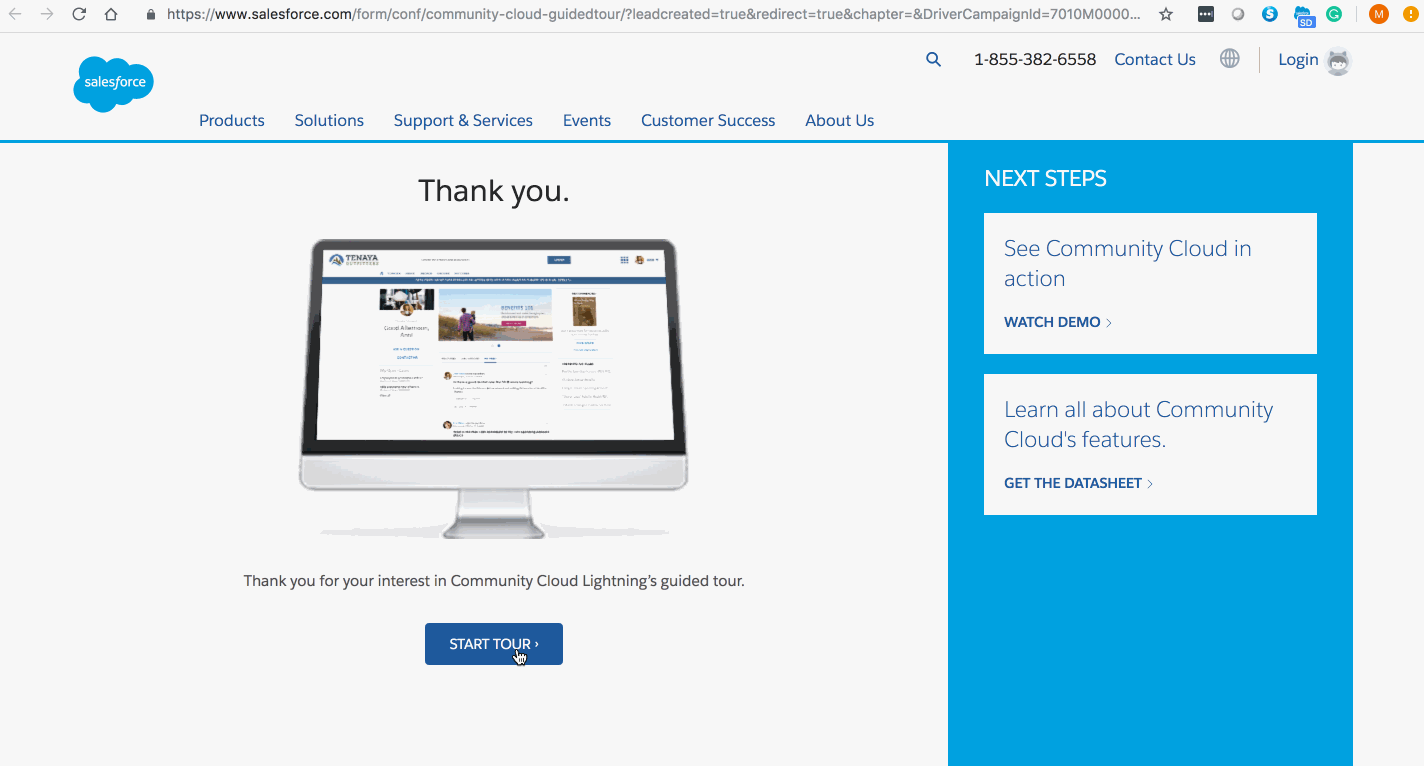 https://www.salesforce.com/form/conf/community-cloud-guidedtour/?leadcreated=true&redirect=true&chapter=&DriverCampaignId=7010M0000...
SD
M
salesforce
1-855-382-6558
Contact Us
Login
Products
Solutions
Support & Services
Events
Customer Success
About Us
Thank you.
TENAYA
OUTFITTERS
Good Afternoon,
BENEFITS 101
Thank you for your interest in Community Cloud Lightning's guided tour.
START TOUR ›
NEXT STEPS
See Community Cloud in
action
WATCH DEMO >
Learn all about Community
Cloud's features.
GET THE DATASHEET >